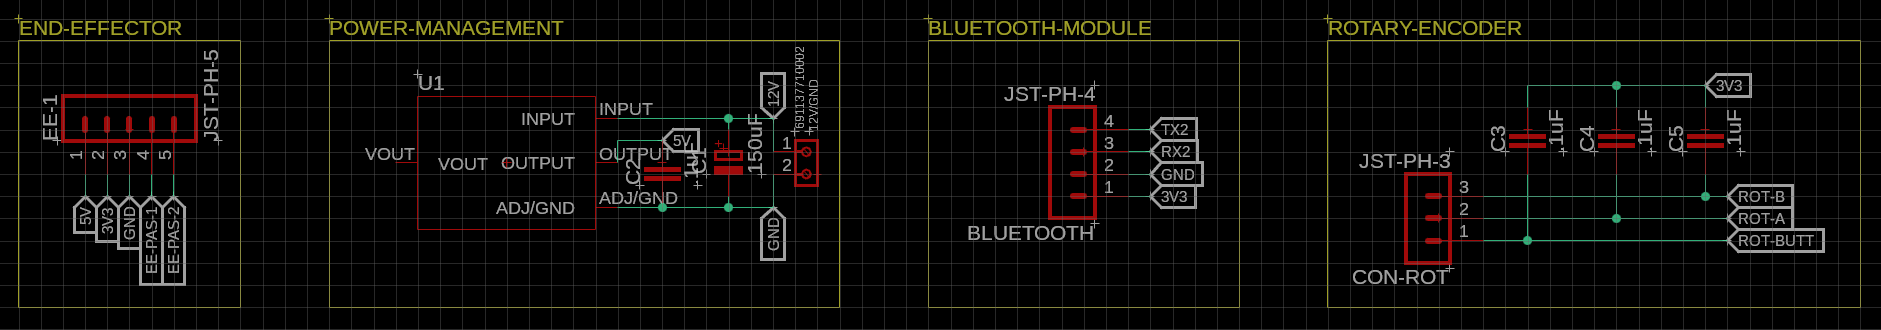 END-EFFECTOR
EE-1
JST-PH-5
1
2
3
4
5
5V
3V3
GND
EE-PAS-1
EE-PAS-2
POWER-MANAGEMENT
U1
VOUT
VOUT
INPUT
INPUT
OUTPUT
OUTPUT
ADJ/GND
ADJ/GND
5V
C2
.1uF
150uF
12V
691137710002
12V/GND
1
2
GND
BLUETOOTH-MODULE
JST-PH-4
4
3
2
1
TX2
RX2
GND
3V3
BLUETOOTH
ROTARY-ENCODER
3V3
C3
.1uF
C4
.1uF
C5
.1uF
JST-PH-3
3
2
1
ROT-B
ROT-A
ROT-BUTT
CON-ROT